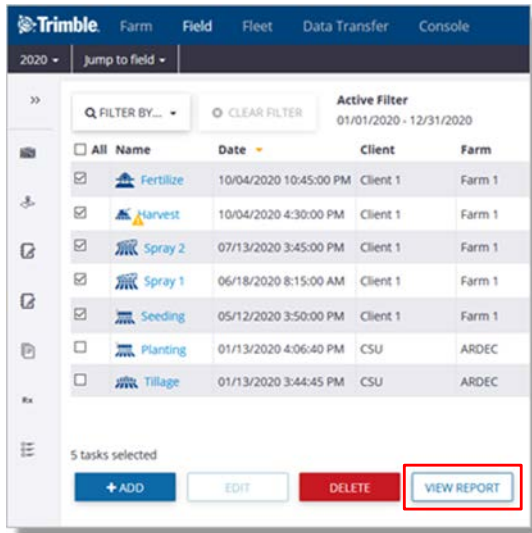 Trimble. Farm Field Fleet Data Transfer Console
2020 Jump to field
FILTER BY... CLEAR FILTER Active Filter
01/01/2020 - 12/31/2020
All Name Date Client Farm
Fertilize 10/04/2020 10:45:00 PM Client 1 Farm 1
Harvest 10/04/2020 4:30:00 PM Client 1 Farm 1
Spray 2 07/13/2020 3:45:00 PM Client 1 Farm 1
Spray 1 06/18/2020 8:15:00 AM Client 1 Farm 1
Seeding 05/12/2020 3:50:00 PM Client 1 Farm 1
Planting 01/13/2020 4:06:40 PM CSU ARDEC
Tillage 01/13/2020 3:44:45 PM CSU ARDEC
Rx
5 tasks selected
+ ADD EDIT DELETE VIEW REPORT